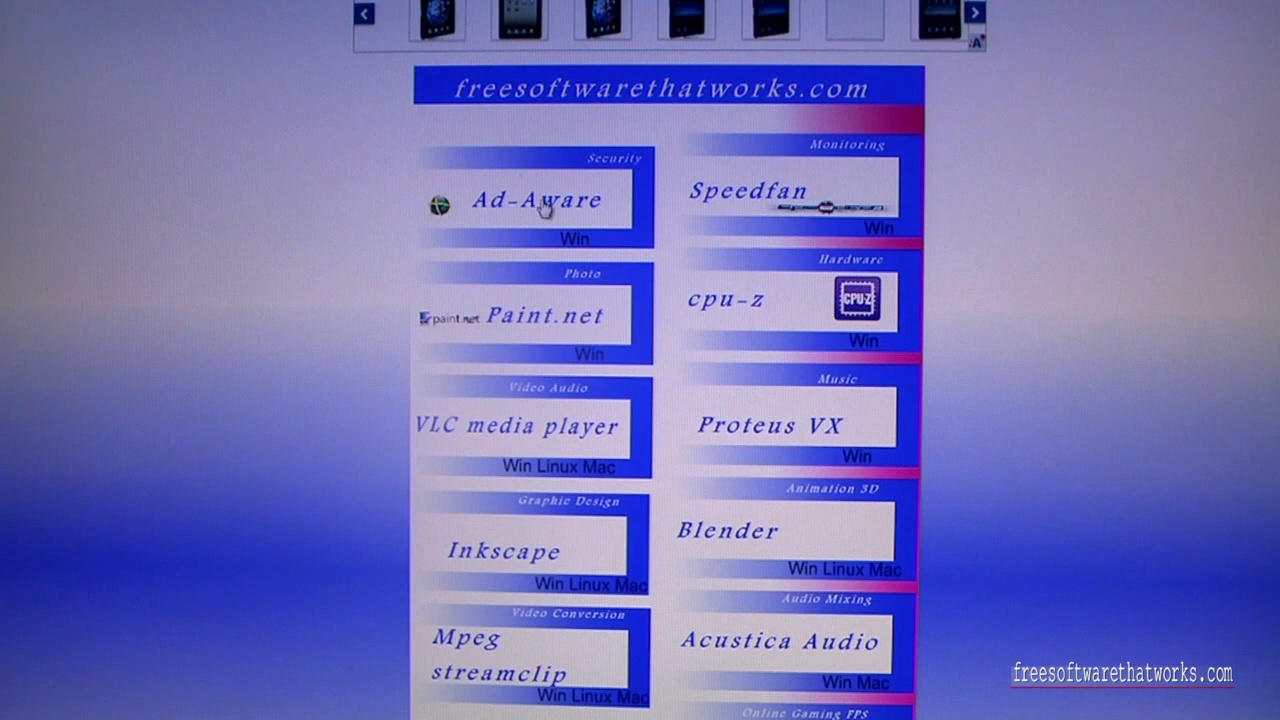 freesoftwarethatworks.com
Security
Ad-Aware
Win
Photo
paint.net Paint.net
Win
Video Audio
VLC media player
Win Linux Mac
Graphic Design
Inkscape
Win Linux Mac
Video Conversion
Mpeg
streamclip
Win Linux Mac
Monitoring
Speedfan
Win
Hardware
cpu-z
CPU-Z
Win
Music
Proteus VX
Win
Animation 3D
Blender
Win Linux Mac
Audio Mixing
Acustica Audio
Win Mac
Online Gaming FPS
freesoftwarethatworks.com